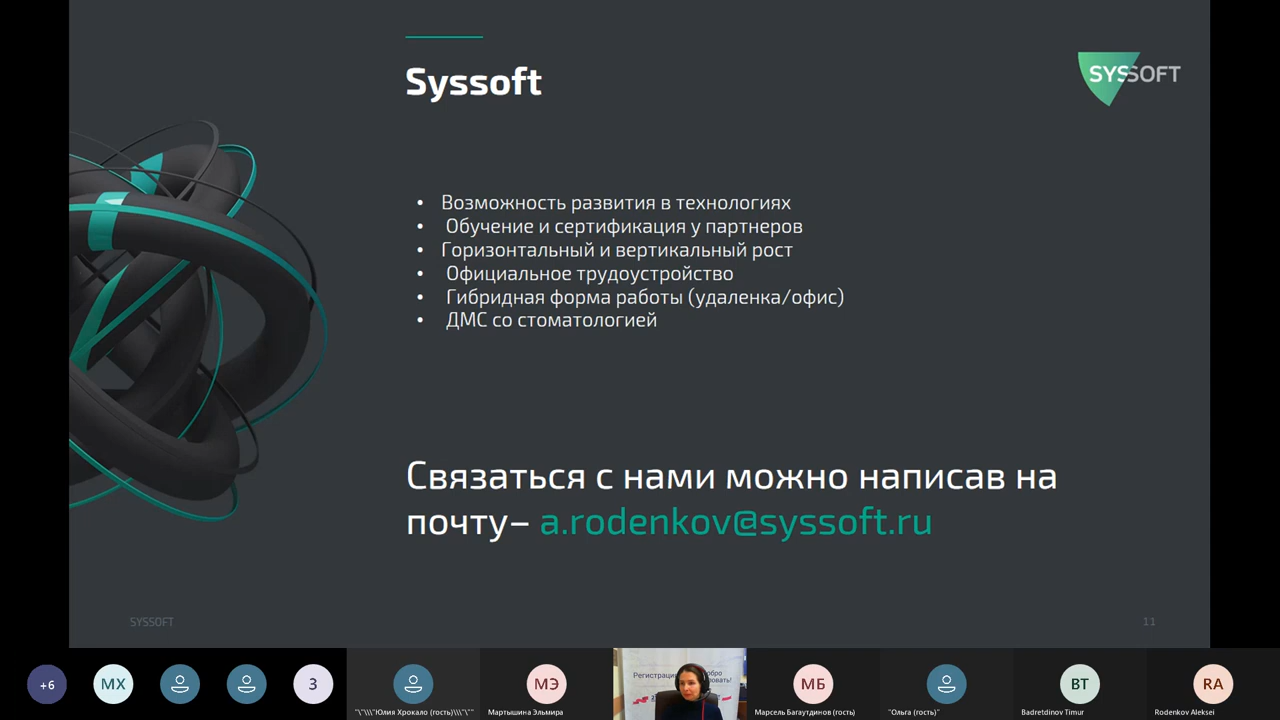 Syssoft
SYSSOFT
• Возможность развития в технологиях
• Обучение и сертификация у партнеров
• Горизонтальный и вертикальный рост
• Официальное трудоустройство
• Гибридная форма работы (удаленка/офис)
• ДМС со стоматологией
Связаться с нами можно написав на
почту– a.rodenkov@syssoft.ru
SYSSOFT
11
+6
МХ
З
МЭ
Регистрация
МБ
BT
RA
"\"\\\"Юлия Хрокало (гость)\\\"\""
Мартышина Эльмира
Марсель Багаутдинов (гость)
"Ольга (гость)"
Badretdinov Timur
Rodenkov Aleksei